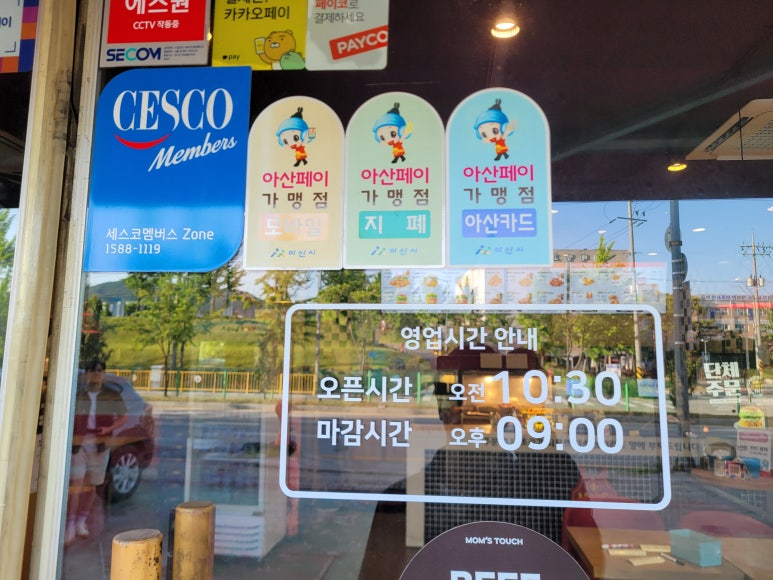 에스원
CCTV 작동중
SECOM
카카오페이
pay
페이코로
결제하세요
PAYCO
CESCO
Members
세스코멤버스 Zone
1588-1119
아산페이
가맹점
모바일
아산시
아산페이
가맹점
지폐
아산시
아산페이
가맹점
아산카드
아산시
영업시간 안내
오픈시간 오전 10:30
마감시간 오후 09:00
단체
주문
MOM'S TOUCH